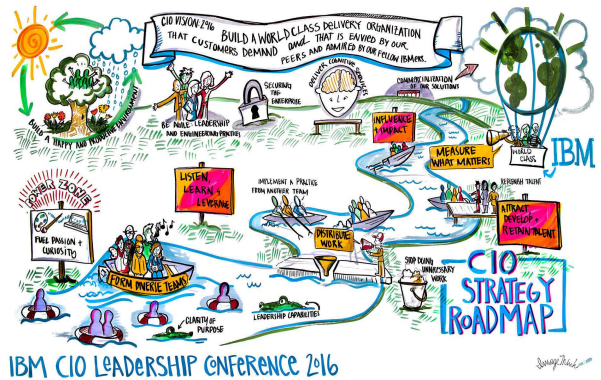 CIO VISION: 2016 BUILD A WORLD CLASS DELIVERY ORGANIZATION
THAT CUSTOMERS DEMAND and THAT IS ENVIED BY OUR
PEERS AND ADMIRED BY OUR FELLOW IBMers.
BUILD A HAPPY AND PRODUCTIVE ENVIRONMENT
BE AGILE: LEADERSHIP
AND ENGINEERING PRACTICES
SECURING
THE
ENTERPRISE
DELIVER COGNITIVE SERVICES
COMMERCIALIZATION
OF OUR SOLUTIONS
INFLUENCE
+ IMPACT
MEASURE
WHAT MATTERS
WORLD
CLASS
IBM
ZONE
FUEL PASSION +
CURIOSITY
LISTEN,
LEARN +
LEVERAGE
IMPLEMENT A PRACTICE
FROM ANOTHER TEAM
REPLENISH TALENT
ATTRACT
DEVELOP +
RETAIN TALENT
DISTRIBUTE
WORK
STOP DOING
UNNECESSARY
WORK
FORM DIVERSE TEAMS
CLARITY OF
PURPOSE
LEADERSHIP CAPABILITIES
CIO
STRATEGY
ROADMAP
IBM CIO LEADERSHIP CONFERENCE 2016
ImageThink